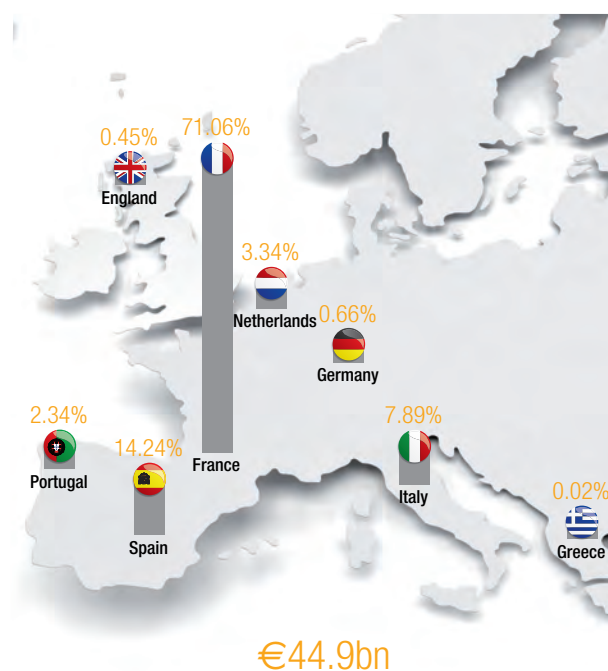 71.06%
0.45%
England
3.34%
Netherlands
0.66%
Germany
2.34%
Portugal
14.24%
Spain
France
7.89%
Italy
0.02%
Greece
€44.9bn